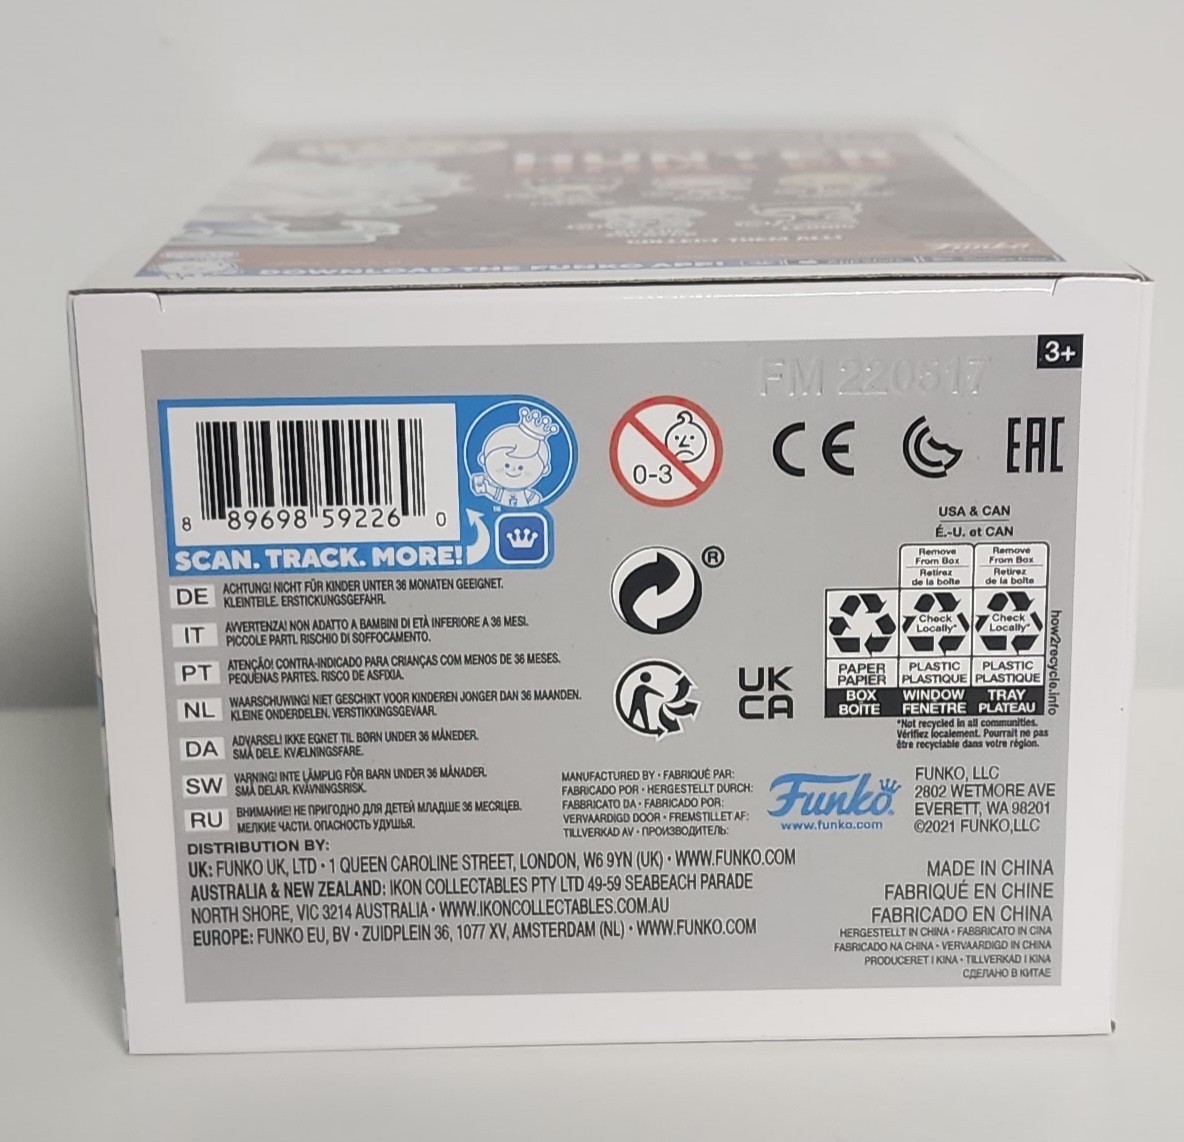 HUNTER
HUNTER
COLLECT THEM ALL!
Funko
DOWNLOAD THE FUNKO APP!
3+
FM 220817
8 89698 59226 0
SCAN. TRACK. MORE!
™
0-3
CE
EAC
®
UK
CA
USA & CAN
É.-U. et CAN
Remove From Box
Retirez de la boîte
Remove From Box
Retirez de la boîte
Check Locally*
Check Locally*
PAPER
PAPIER
BOX
BOÎTE
PLASTIC
PLASTIQUE
WINDOW
FENÊTRE
PLASTIC
PLASTIQUE
TRAY
PLATEAU
how2recycle.info
*Not recycled in all communities.
Vérifiez localement. Pourrait ne pas
être recyclable dans votre région.
DE ACHTUNG! NICHT FÜR KINDER UNTER 36 MONATEN GEEIGNET.
KLEINTEILE. ERSTICKUNGSGEFAHR.
IT AVVERTENZA! NON ADATTO A BAMBINI DI ETÀ INFERIORE A 36 MESI.
PICCOLE PARTI. RISCHIO DI SOFFOCAMENTO.
PT ATENÇÃO! CONTRA-INDICADO PARA CRIANÇAS COM MENOS DE 36 MESES.
PEQUENAS PARTES. RISCO DE ASFIXIA.
NL WAARSCHUWING! NIET GESCHIKT VOOR KINDEREN JONGER DAN 36 MAANDEN.
KLEINE ONDERDELEN. VERSTIKKINGSGEVAAR.
DA ADVARSEL! IKKE EGNET TIL BØRN UNDER 36 MÅNEDER.
SMÅ DELE. KVÆLNINGSFARE.
SW VARNING! INTE LÄMPLIG FÖR BARN UNDER 36 MÅNADER.
SMÅ DELAR. KVÄVNINGSRISK.
RU ВНИМАНИЕ! НЕ ПРИГОДНО ДЛЯ ДЕТЕЙ МЛАДШЕ 36 МЕСЯЦЕВ.
МЕЛКИЕ ЧАСТИ. ОПАСНОСТЬ УДУШЬЯ.
MANUFACTURED BY • FABRIQUÉ PAR:
FABRICADO POR • HERGESTELLT DURCH:
FABBRICATO DA • FABRICADO POR:
VERVAARDIGD DOOR • FREMSTILLET AF:
TILLVERKAD AV • ПРОИЗВОДИТЕЛЬ:
Funko®
www.funko.com
FUNKO, LLC
2802 WETMORE AVE
EVERETT, WA 98201
©2021 FUNKO,LLC
DISTRIBUTION BY:
UK: FUNKO UK, LTD • 1 QUEEN CAROLINE STREET, LONDON, W6 9YN (UK) • WWW.FUNKO.COM
AUSTRALIA & NEW ZEALAND: IKON COLLECTABLES PTY LTD 49-59 SEABEACH PARADE
NORTH SHORE, VIC 3214 AUSTRALIA • WWW.IKONCOLLECTABLES.COM.AU
EUROPE: FUNKO EU, BV • ZUIDPLEIN 36, 1077 XV, AMSTERDAM (NL) • WWW.FUNKO.COM
MADE IN CHINA
FABRIQUÉ EN CHINE
FABRICADO EN CHINA
HERGESTELLT IN CHINA • FABBRICATO IN CINA
FABRICADO NA CHINA • VERVAARDIGD IN CHINA
PRODUCERET I KINA • TILLVERKAD I KINA
СДЕЛАНО В КИТАЕ